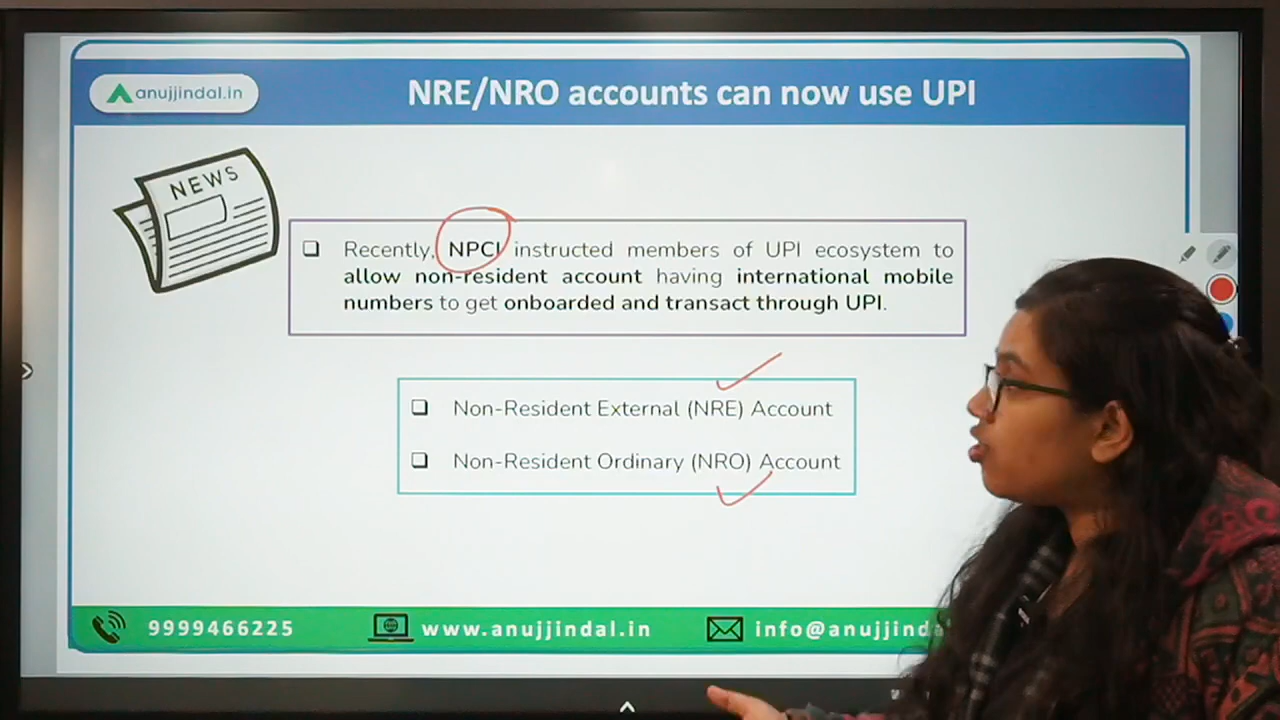 anujjindal.in
NRE/NRO accounts can now use UPI
NEWS
❑ Recently, NPCI instructed members of UPI ecosystem to
allow non-resident account having international mobile
numbers to get onboarded and transact through UPI.
❑ Non-Resident External (NRE) Account
❑ Non-Resident Ordinary (NRO) Account
9999466225 www.anujjindal.in